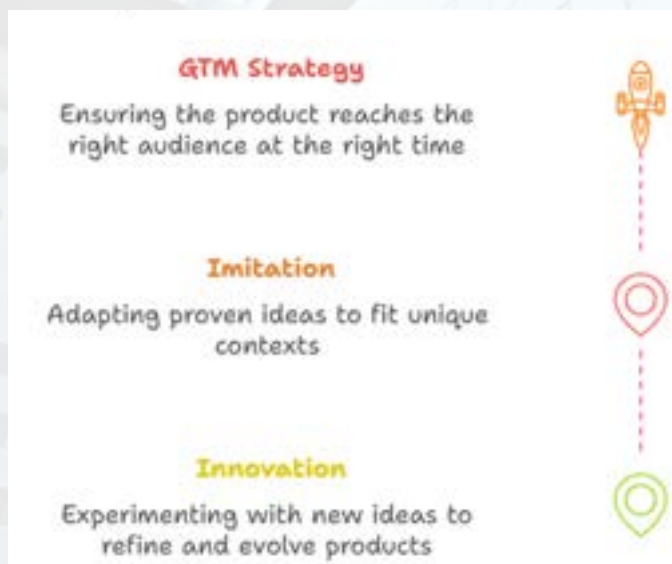 GTM Strategy
Ensuring the product reaches the
right audience at the right time
Imitation
Adapting proven ideas to fit unique
contexts
Innovation
Experimenting with new ideas to
refine and evolve products